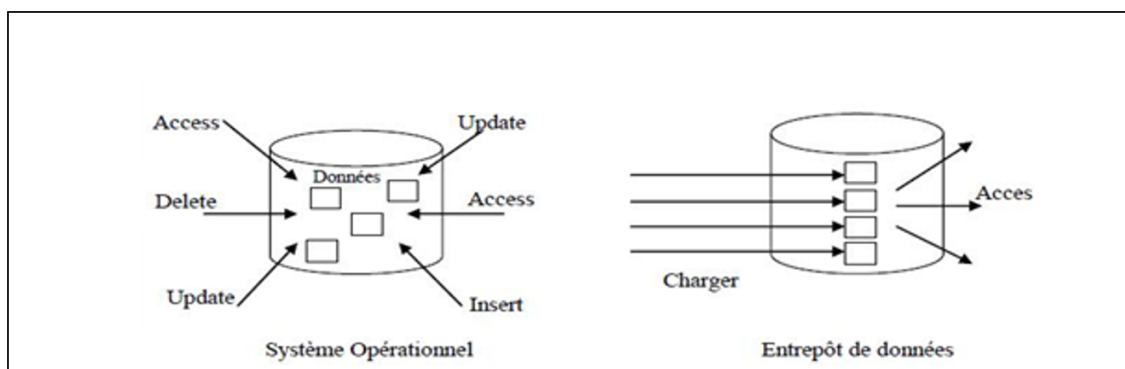 Access
Update
Données
Delete
Access
Update
Insert
Système Opérationnel
Acces
Charger
Entrepôt de données